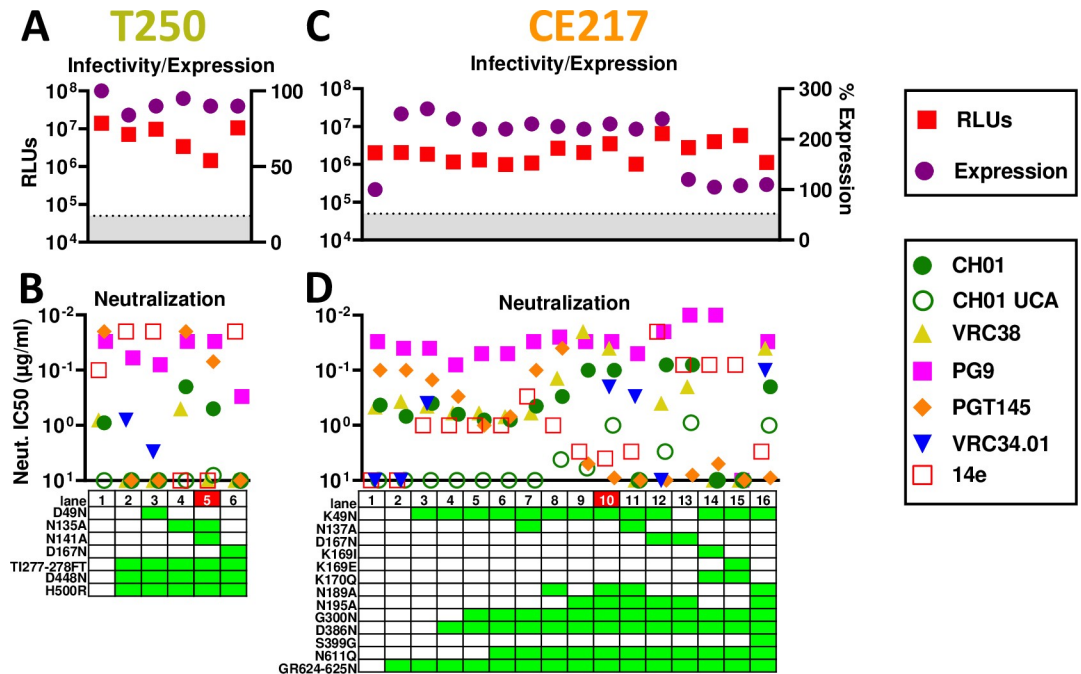 A T250 C CE217
Infectivity/Expression Infectivity/Expression
10⁸ 100 10⁸ 300
10⁷ 10⁷ 200
10⁶ 50 10⁶
10⁵ 10⁵ 100
10⁴ 0 10⁴ 0
RLUs % Expression
RLUs
Expression
B D
Neutralization Neutralization
10⁻² 10⁻²
10⁻¹ 10⁻¹
10⁰ 10⁰
10¹ 10¹
Neut. IC50 (µg/ml)
CH01
CH01 UCA
VRC38
PG9
PGT145
VRC34.01
14e
lane 1 2 3 4 5 6
D49N
N135A
N141A
D167N
TI277-278FT
D448N
H500R
lane 1 2 3 4 5 6 7 8 9 10 11 12 13 14 15 16
K49N
N137A
D167N
K169I
K169E
K170Q
N189A
N195A
G300N
D386N
S399G
N611Q
GR624-625N